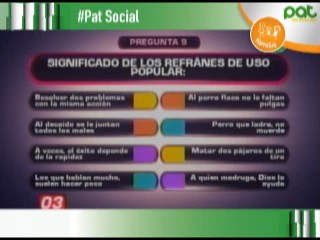 #Pat Social
pat
familia
PREGUNTA 9
SIGNIFICADO DE LOS REFRANES DE USO
POPULAR:
Resolver dos problemas
con la misma acción
Al perro flaco no le faltan
pulgas
Al decaído se le juntan
todos los males
Perro que ladra, no
muerde
A veces, el éxito depende
de la rapidez
Matar dos pájaros de un
tiro
Los que hablan mucho,
suelen hacer poco
A quien madruga, Dios le
ayuda
03